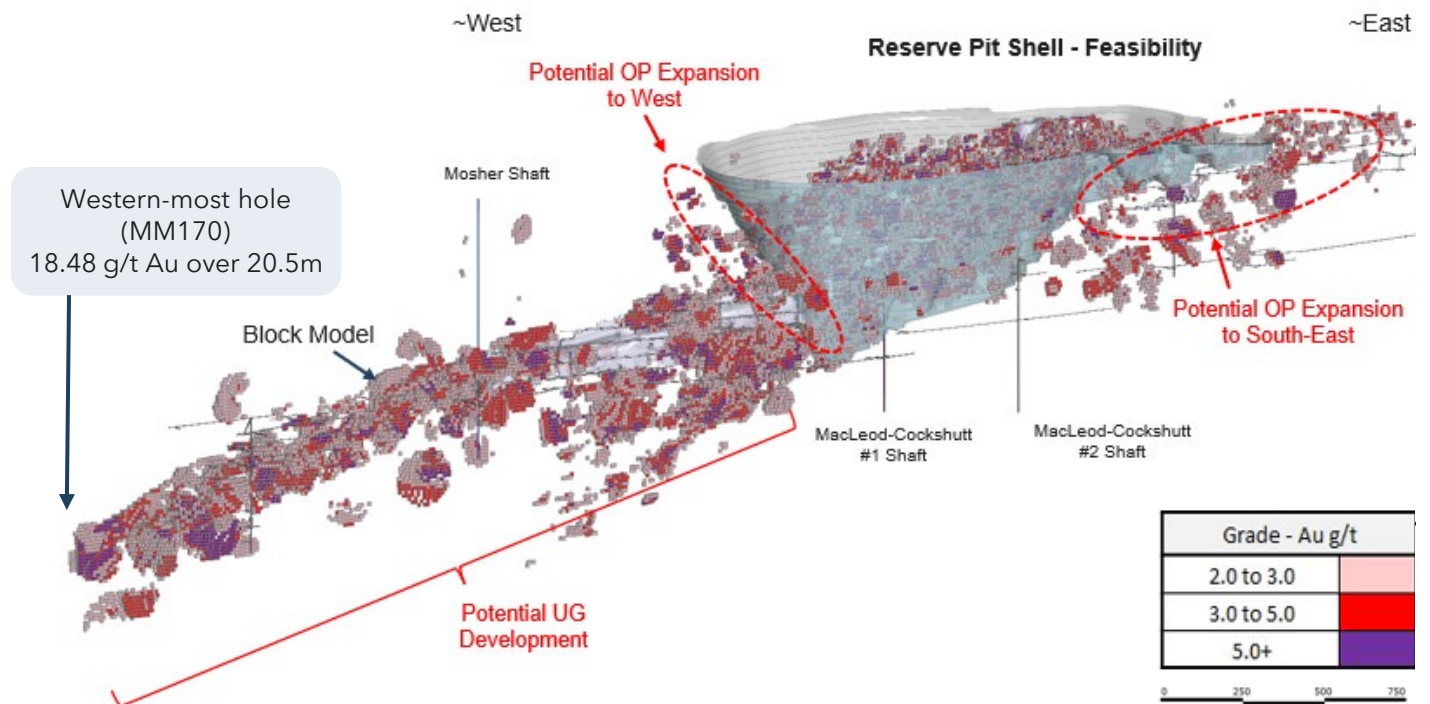 ~West
~East
Reserve Pit Shell - Feasibility
Potential OP Expansion
to West
Mosher Shaft
Western-most hole
(MM170)
18.48 g/t Au over 20.5m
Block Model
Potential OP Expansion
to South-East
MacLeod-Cockshutt
#1 Shaft
MacLeod-Cockshutt
#2 Shaft
Potential UG
Development
Grade - Au g/t
2.0 to 3.0
3.0 to 5.0
5.0+
0 250 500 750